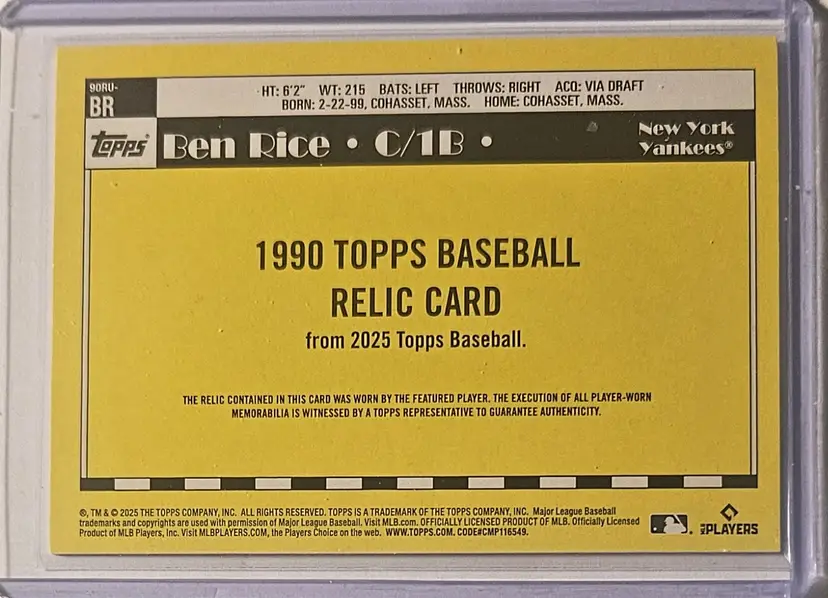 90RU-
BR
HT: 6'2" WT: 215 BATS: LEFT THROWS: RIGHT ACQ: VIA DRAFT
BORN: 2-22-99, COHASSET, MASS. HOME: COHASSET, MASS.
Topps®
Ben Rice • C/1B •
New York
Yankees®
1990 TOPPS BASEBALL
RELIC CARD
from 2025 Topps Baseball.
THE RELIC CONTAINED IN THIS CARD WAS WORN BY THE FEATURED PLAYER. THE EXECUTION OF ALL PLAYER-WORN
MEMORABILIA IS WITNESSED BY A TOPPS REPRESENTATIVE TO GUARANTEE AUTHENTICITY.
®, TM & © 2025 THE TOPPS COMPANY, INC. ALL RIGHTS RESERVED. TOPPS IS A TRADEMARK OF THE TOPPS COMPANY, INC. Major League Baseball
trademarks and copyrights are used with permission of Major League Baseball. Visit MLB.com. OFFICIALLY LICENSED PRODUCT OF MLB. Officially Licensed
Product of MLB Players, Inc. Visit MLBPLAYERS.COM, the Players Choice on the web. WWW.TOPPS.COM. CODE#CMP116549.
MLB PLAYERS